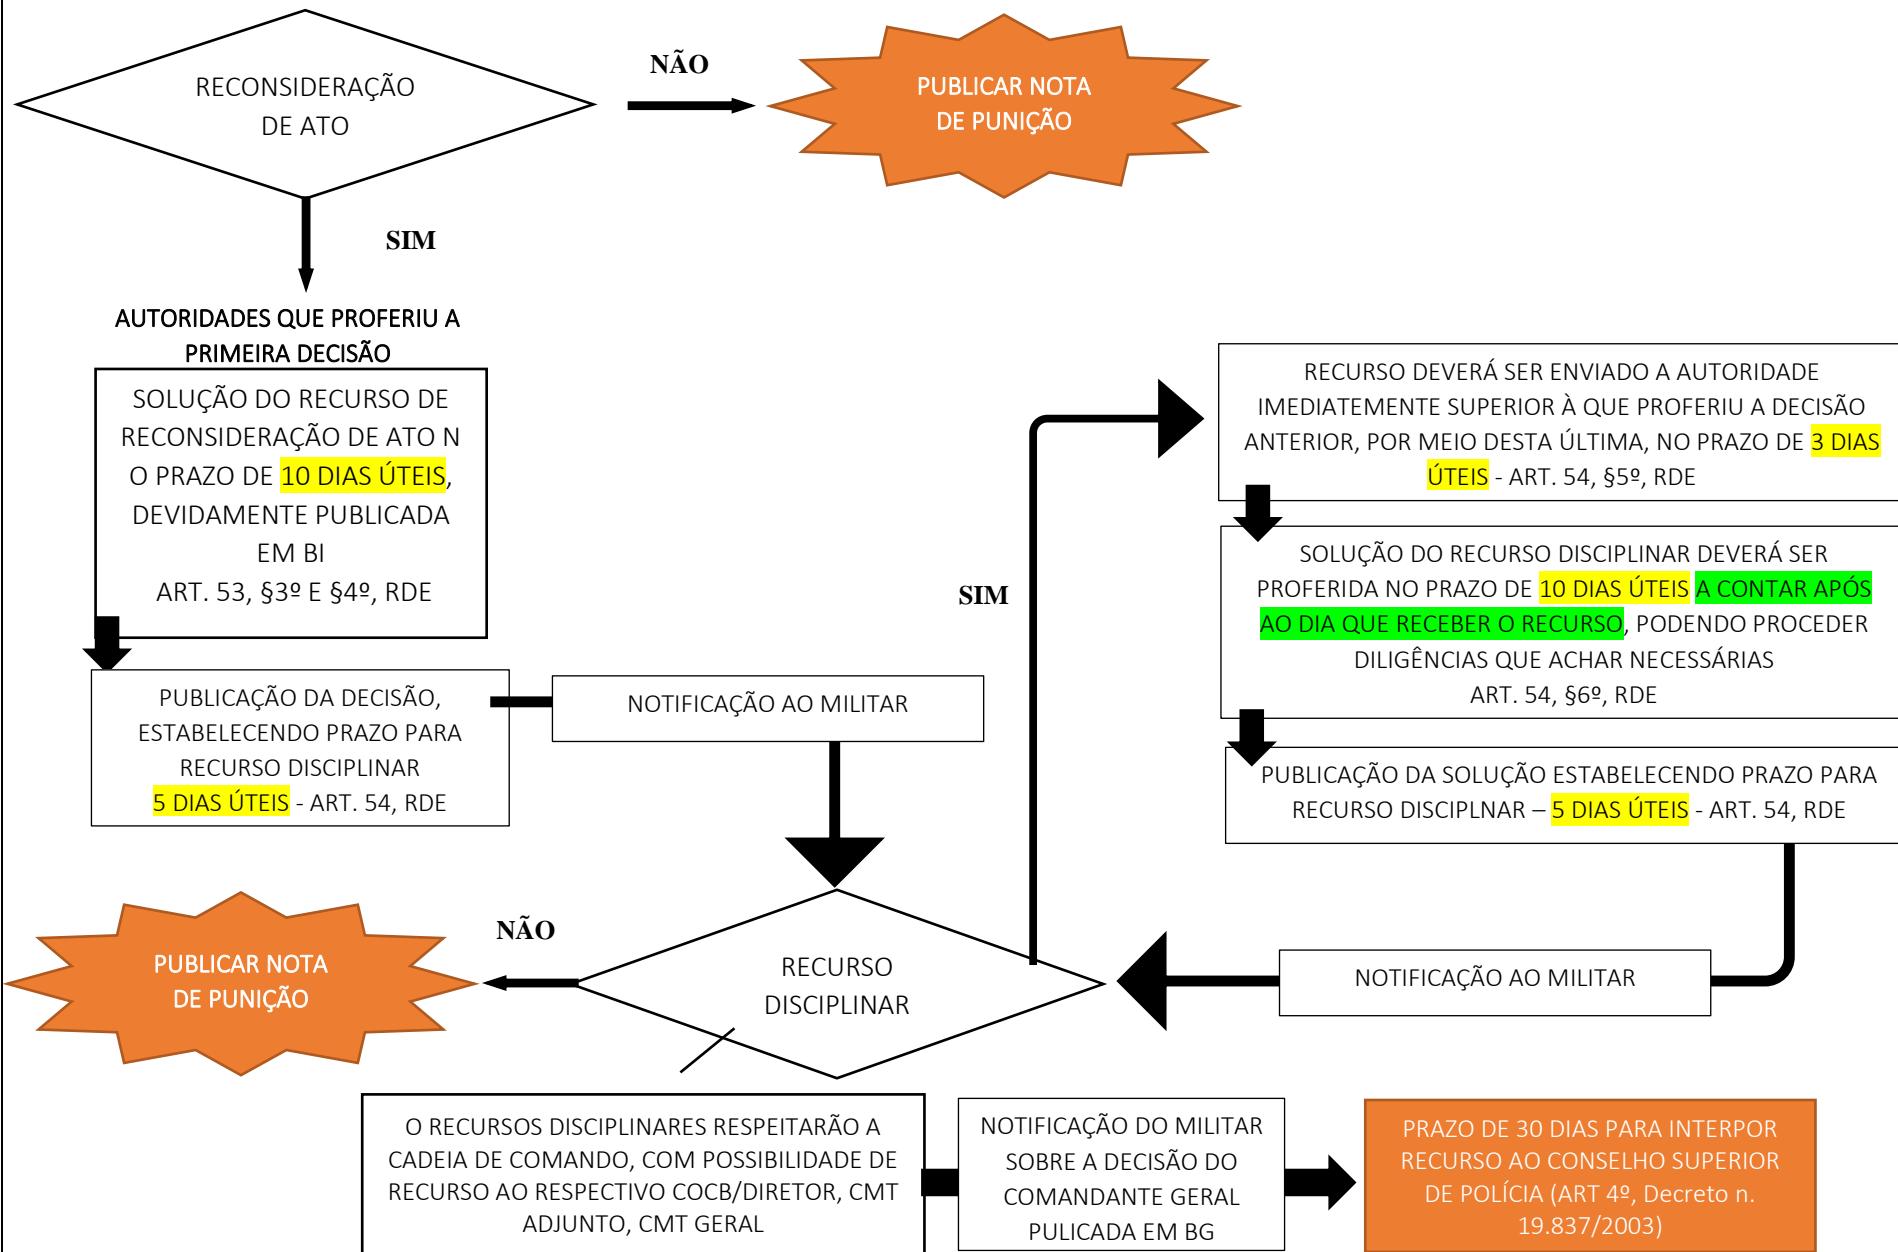 RECONSIDERAÇÃO
DE ATO
NÃO
PUBLICAR NOTA
DE PUNIÇÃO
SIM
AUTORIDADES QUE PROFERIU A
PRIMEIRA DECISÃO
SOLUÇÃO DO RECURSO DE
RECONSIDERAÇÃO DE ATO N
O PRAZO DE 10 DIAS ÚTEIS,
DEVIDAMENTE PUBLICADA
EM BI
ART. 53, §3º E §4º, RDE
PUBLICAÇÃO DA DECISÃO,
ESTABELECENDO PRAZO PARA
RECURSO DISCIPLINAR
5 DIAS ÚTEIS - ART. 54, RDE
NOTIFICAÇÃO AO MILITAR
RECURSO
DISCIPLINAR
NÃO
PUBLICAR NOTA
DE PUNIÇÃO
SIM
RECURSO DEVERÁ SER ENVIADO A AUTORIDADE
IMEDIATEMENTE SUPERIOR À QUE PROFERIU A DECISÃO
ANTERIOR, POR MEIO DESTA ÚLTIMA, NO PRAZO DE 3 DIAS
ÚTEIS - ART. 54, §5º, RDE
SOLUÇÃO DO RECURSO DISCIPLINAR DEVERÁ SER
PROFERIDA NO PRAZO DE 10 DIAS ÚTEIS A CONTAR APÓS
AO DIA QUE RECEBER O RECURSO, PODENDO PROCEDER
DILIGÊNCIAS QUE ACHAR NECESSÁRIAS
ART. 54, §6º, RDE
PUBLICAÇÃO DA SOLUÇÃO ESTABELECENDO PRAZO PARA
RECURSO DISCIPLNAR – 5 DIAS ÚTEIS - ART. 54, RDE
NOTIFICAÇÃO AO MILITAR
O RECURSOS DISCIPLINARES RESPEITARÃO A
CADEIA DE COMANDO, COM POSSIBILIDADE DE
RECURSO AO RESPECTIVO COCB/DIRETOR, CMT
ADJUNTO, CMT GERAL
NOTIFICAÇÃO DO MILITAR
SOBRE A DECISÃO DO
COMANDANTE GERAL
PULICADA EM BG
PRAZO DE 30 DIAS PARA INTERPOR
RECURSO AO CONSELHO SUPERIOR
DE POLÍCIA (ART 4º, Decreto n.
19.837/2003)